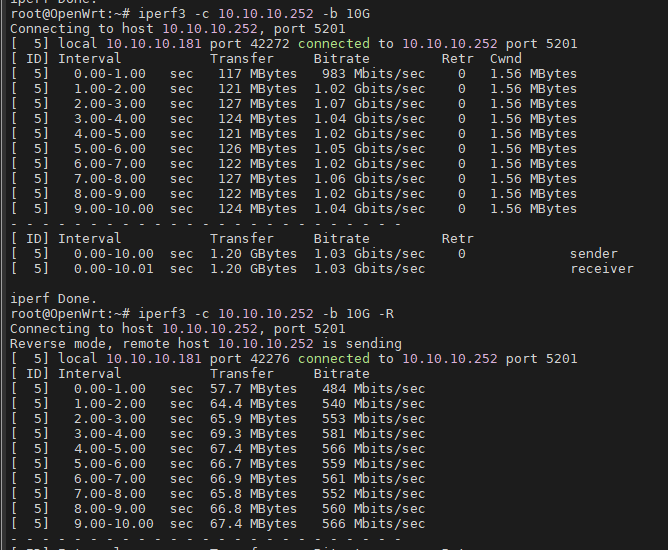 iperf Done.
root@OpenWrt:~# iperf3 -c 10.10.10.252 -b 10G
Connecting to host 10.10.10.252, port 5201
[  5] local 10.10.10.181 port 42272 connected to 10.10.10.252 port 5201
[ ID] Interval           Transfer     Bitrate         Retr  Cwnd
[  5]   0.00-1.00   sec   117 MBytes   983 Mbits/sec    0   1.56 MBytes
[  5]   1.00-2.00   sec   121 MBytes  1.02 Gbits/sec    0   1.56 MBytes
[  5]   2.00-3.00   sec   127 MBytes  1.07 Gbits/sec    0   1.56 MBytes
[  5]   3.00-4.00   sec   124 MBytes  1.04 Gbits/sec    0   1.56 MBytes
[  5]   4.00-5.00   sec   121 MBytes  1.02 Gbits/sec    0   1.56 MBytes
[  5]   5.00-6.00   sec   126 MBytes  1.05 Gbits/sec    0   1.56 MBytes
[  5]   6.00-7.00   sec   122 MBytes  1.02 Gbits/sec    0   1.56 MBytes
[  5]   7.00-8.00   sec   127 MBytes  1.06 Gbits/sec    0   1.56 MBytes
[  5]   8.00-9.00   sec   122 MBytes  1.02 Gbits/sec    0   1.56 MBytes
[  5]   9.00-10.00  sec   124 MBytes  1.04 Gbits/sec    0   1.56 MBytes
- - - - - - - - - - - - - - - - - - - - - - - - -
[ ID] Interval           Transfer     Bitrate         Retr
[  5]   0.00-10.00  sec  1.20 GBytes  1.03 Gbits/sec    0             sender
[  5]   0.00-10.01  sec  1.20 GBytes  1.03 Gbits/sec                  receiver
iperf Done.
root@OpenWrt:~# iperf3 -c 10.10.10.252 -b 10G -R
Connecting to host 10.10.10.252, port 5201
Reverse mode, remote host 10.10.10.252 is sending
[  5] local 10.10.10.181 port 42276 connected to 10.10.10.252 port 5201
[ ID] Interval           Transfer     Bitrate
[  5]   0.00-1.00   sec  57.7 MBytes   484 Mbits/sec
[  5]   1.00-2.00   sec  64.4 MBytes   540 Mbits/sec
[  5]   2.00-3.00   sec  65.9 MBytes   553 Mbits/sec
[  5]   3.00-4.00   sec  69.3 MBytes   581 Mbits/sec
[  5]   4.00-5.00   sec  67.4 MBytes   566 Mbits/sec
[  5]   5.00-6.00   sec  66.7 MBytes   559 Mbits/sec
[  5]   6.00-7.00   sec  66.9 MBytes   561 Mbits/sec
[  5]   7.00-8.00   sec  65.8 MBytes   552 Mbits/sec
[  5]   8.00-9.00   sec  66.8 MBytes   560 Mbits/sec
[  5]   9.00-10.00  sec  67.4 MBytes   566 Mbits/sec
- - - - - - - - - - - - - - - - - - - - - - - - -